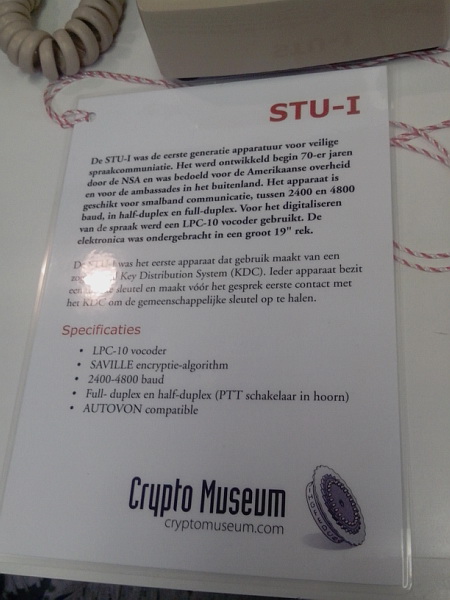 STU-I
De STU-I was de eerste generatie apparatuur voor veilige
spraakcommuniatie. Het werd ontwikkeld begin 70-er jaren
door de NSA en was bedoeld voor de Amerikaanse overheid
en voor de ambassades in het buitenland. Het apparaat is
geschikt voor smalband communicatie, tussen 2400 en 4800
baud, in half-duplex en full-duplex. Voor het digitaliseren
van de spraak werd een LPC-10 vocoder gebruikt. De
elektronica was ondergebracht in een groot 19" rek.
De was het eerste apparaat dat gebruik maakt van een
Key Distribution System (KDC). Ieder apparaat bezit
sleutel en maakt vóór het gesprek eerste contact met
het KDC om de gemeenschappelijke sleutel op te halen.
Specificaties
• LPC-10 vocoder
• SAVILLE encryptie-algorithm
• 2400-4800 baud
• Full- duplex en half-duplex (PTT schakelaar in hoorn)
• AUTOVON compatible
Crypto Museum
cryptomuseum.com